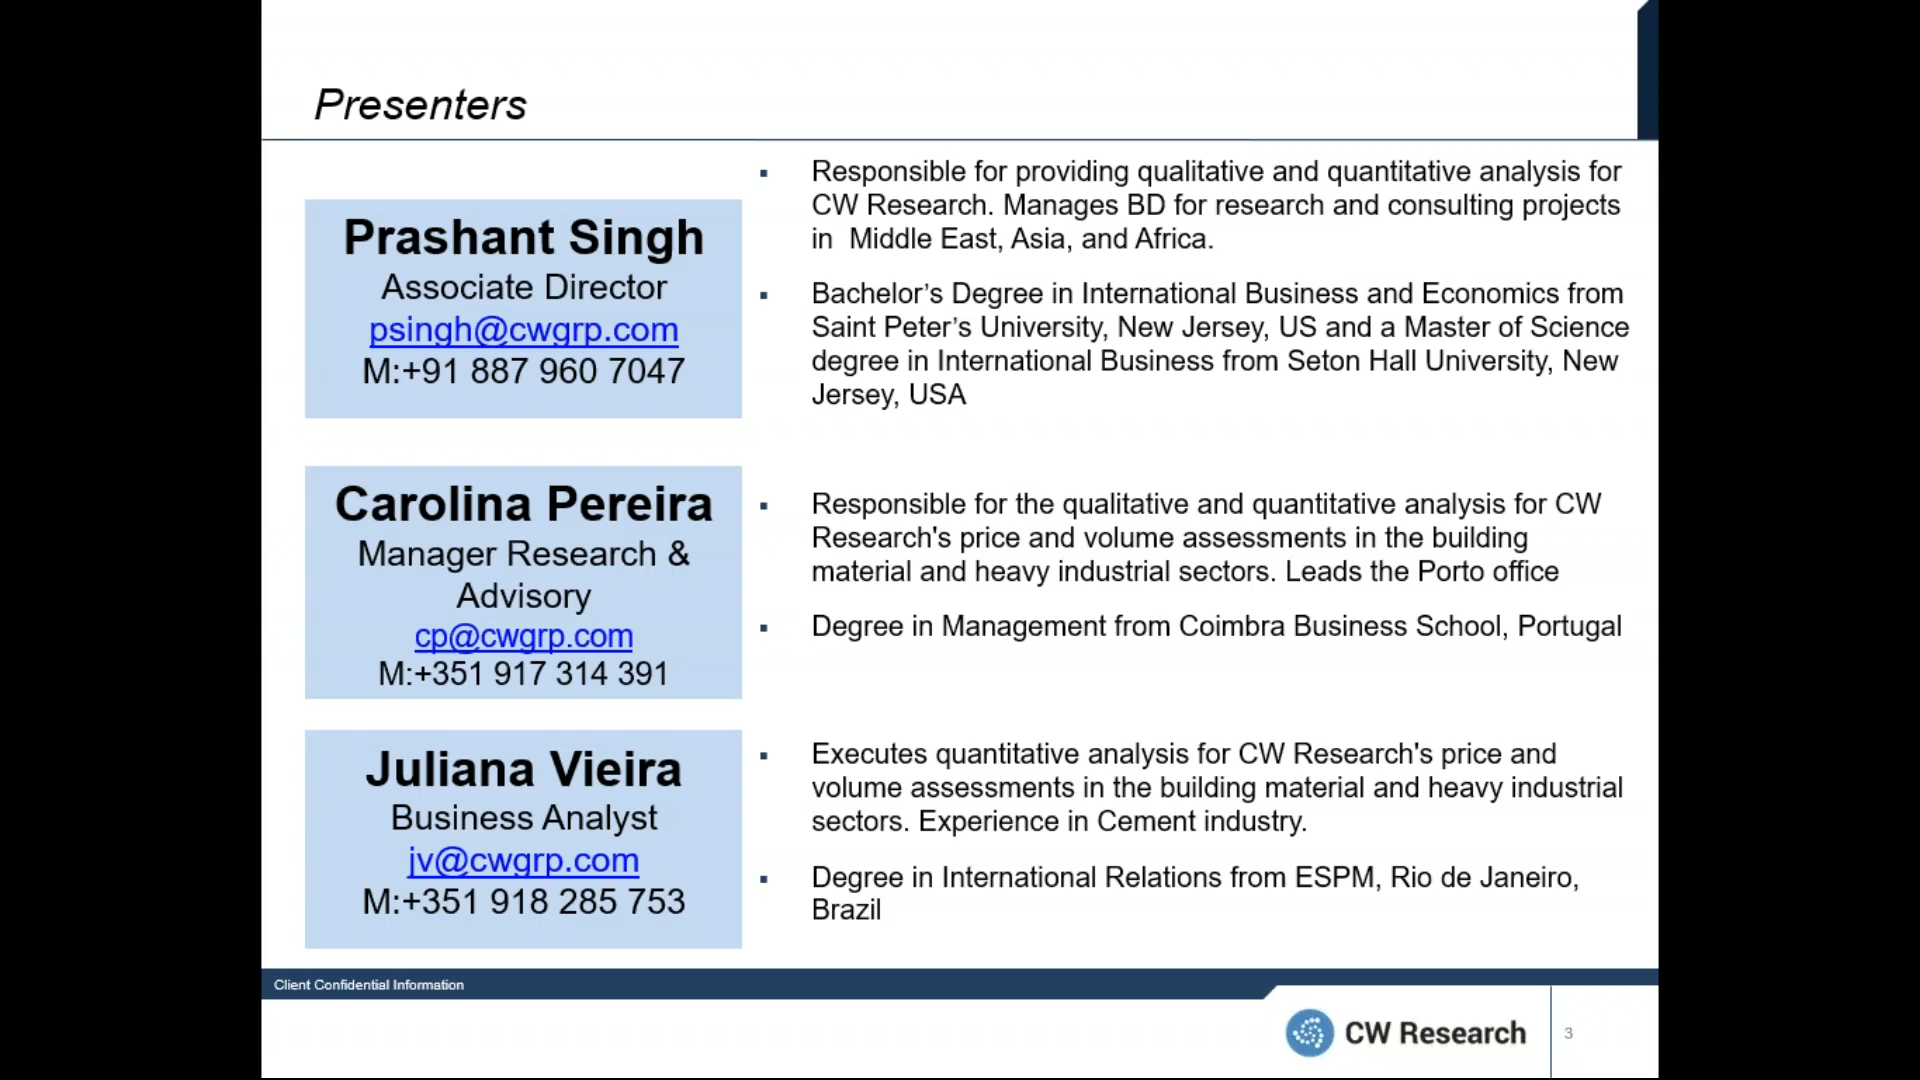 Presenters
Prashant Singh
Associate Director
psingh@cwgrp.com
M:+91 887 960 7047
▪ Responsible for providing qualitative and quantitative analysis for
CW Research. Manages BD for research and consulting projects
in  Middle East, Asia, and Africa.
▪ Bachelor’s Degree in International Business and Economics from
Saint Peter’s University, New Jersey, US and a Master of Science
degree in International Business from Seton Hall University, New
Jersey, USA
Carolina Pereira
Manager Research &
Advisory
cp@cwgrp.com
M:+351 917 314 391
▪ Responsible for the qualitative and quantitative analysis for CW
Research's price and volume assessments in the building
material and heavy industrial sectors. Leads the Porto office
▪ Degree in Management from Coimbra Business School, Portugal
Juliana Vieira
Business Analyst
jv@cwgrp.com
M:+351 918 285 753
▪ Executes quantitative analysis for CW Research's price and
volume assessments in the building material and heavy industrial
sectors. Experience in Cement industry.
▪ Degree in International Relations from ESPM, Rio de Janeiro,
Brazil
Client Confidential Information
CW Research
3